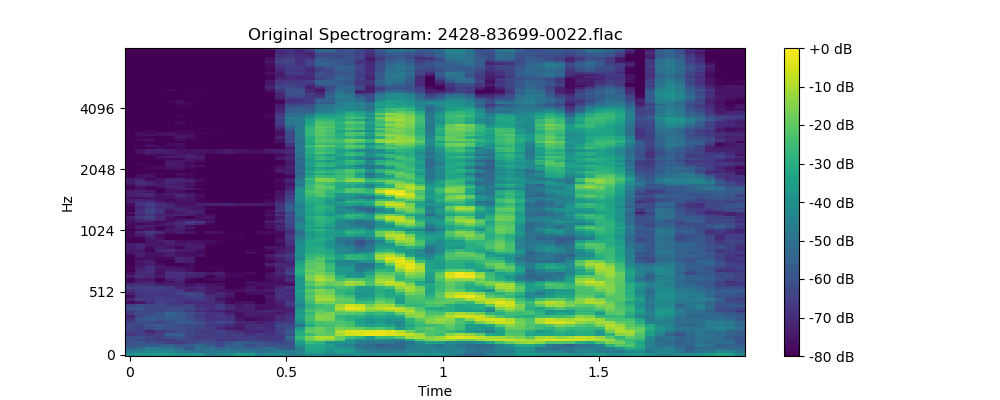 Original Spectrogram: 2428-83699-0022.flac
4096
2048
1024
512
0
Hz
0
0.5
1
1.5
Time
+0 dB
-10 dB
-20 dB
-30 dB
-40 dB
-50 dB
-60 dB
-70 dB
-80 dB